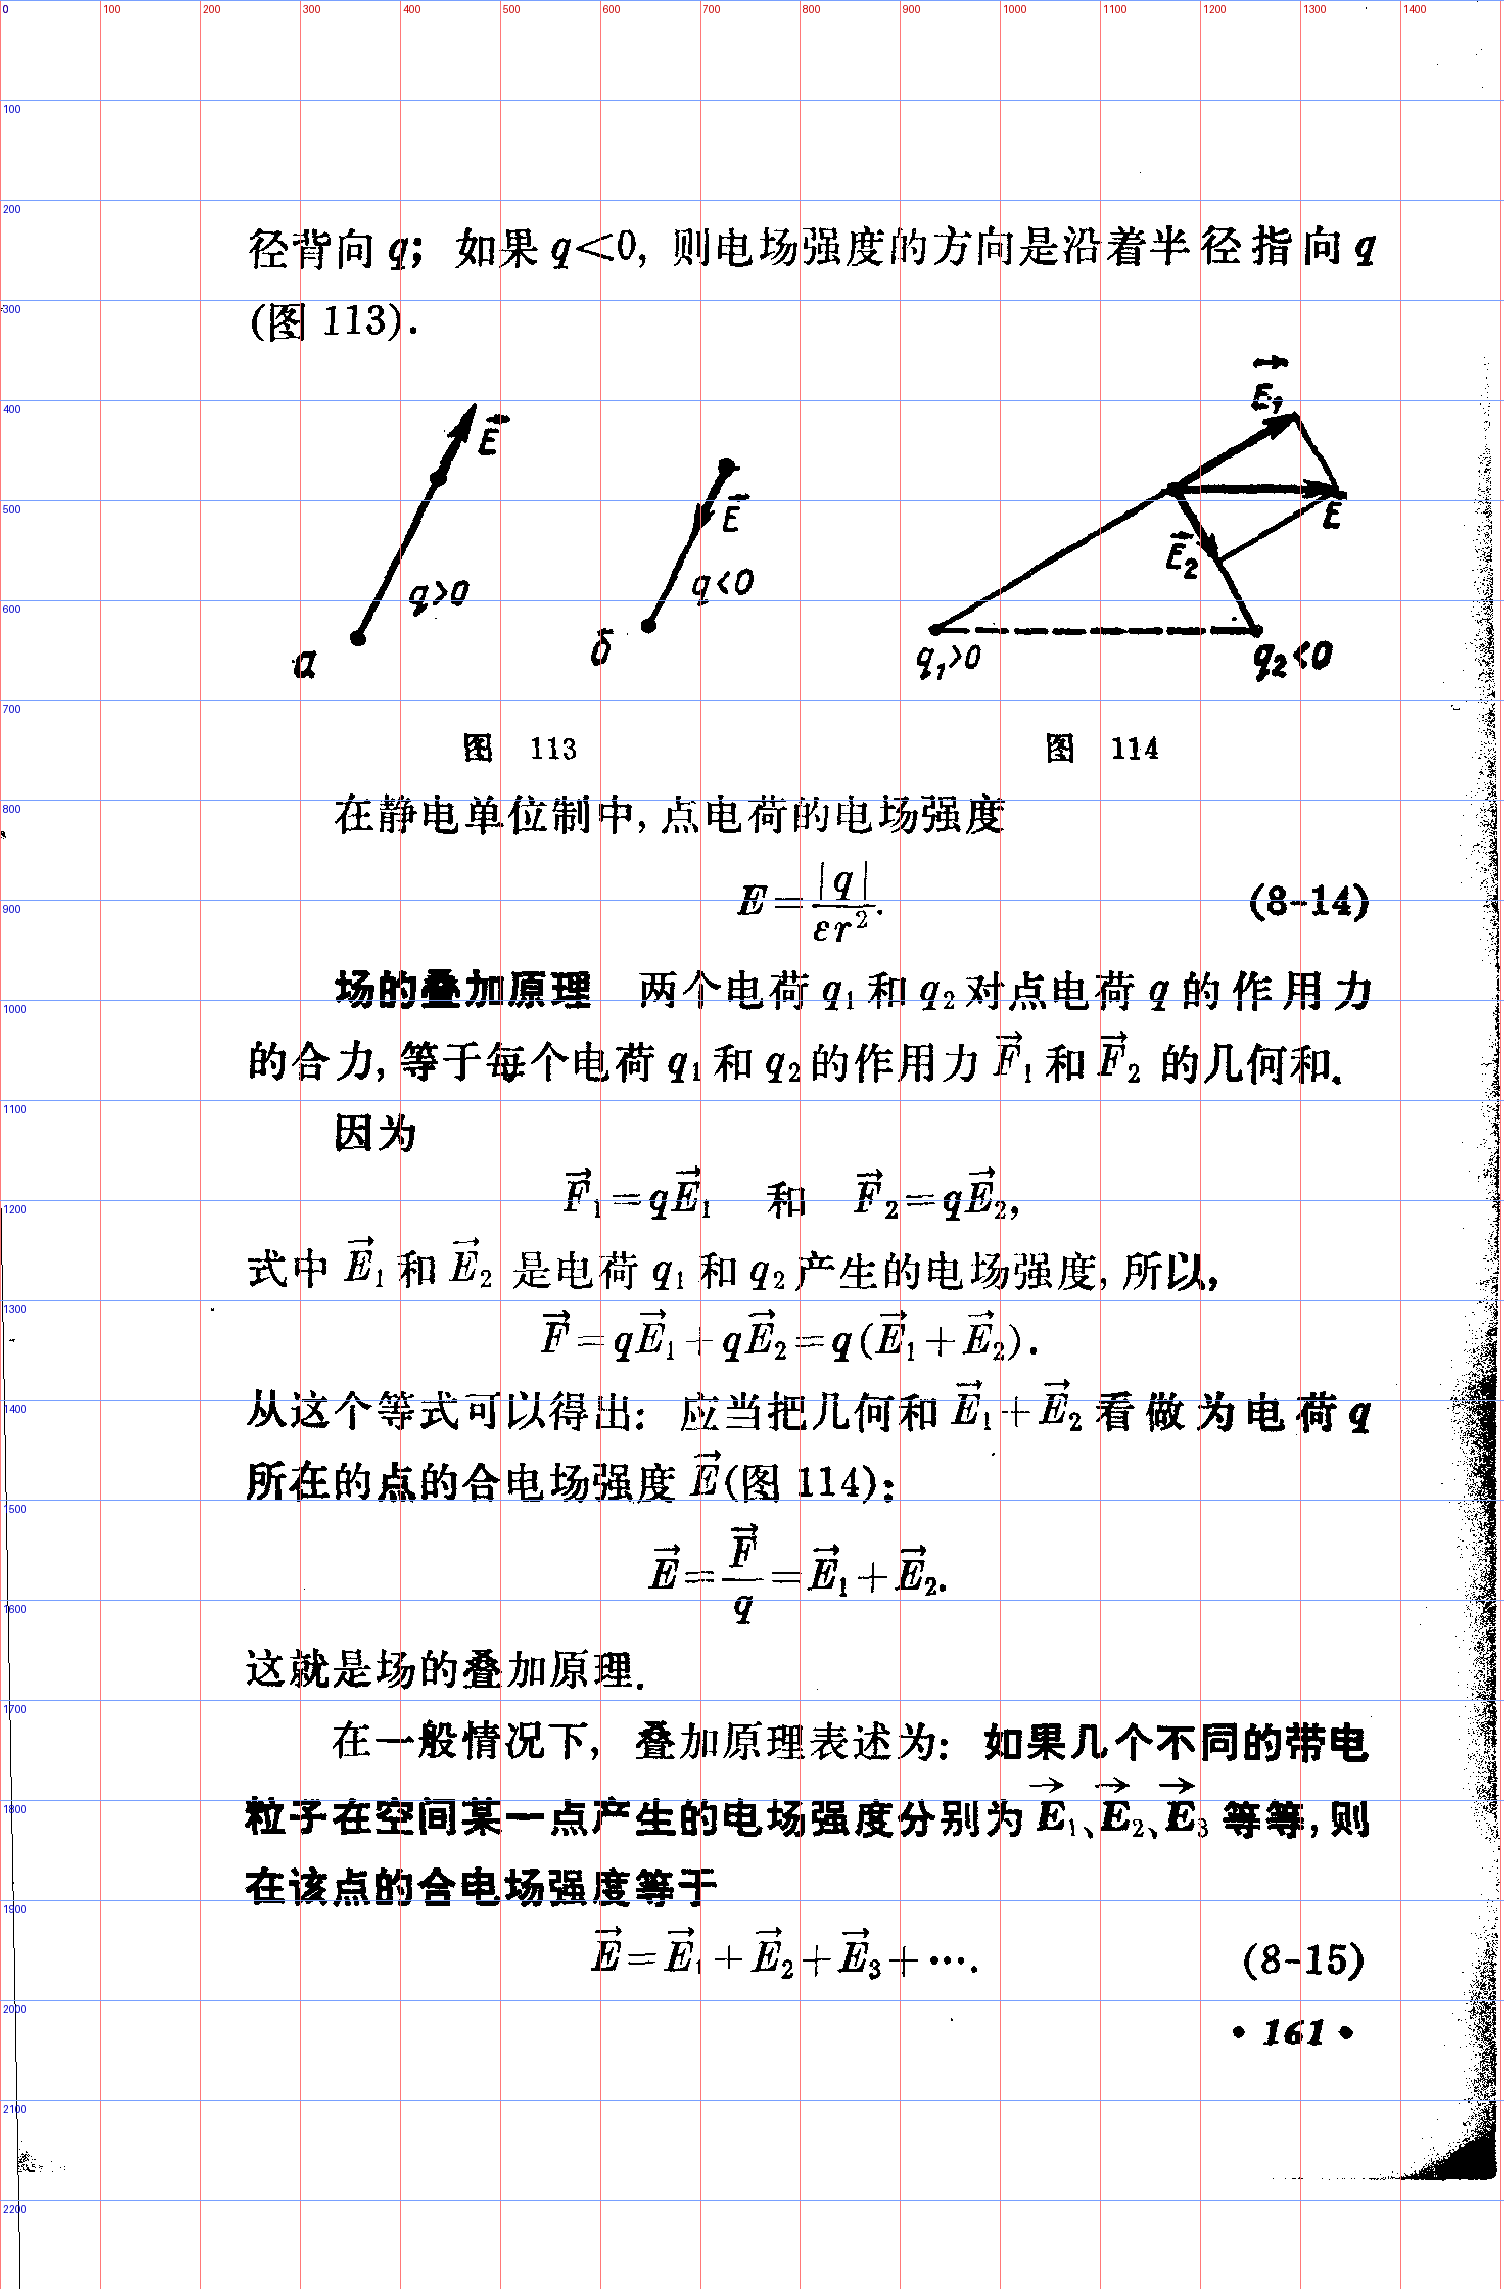 径背向 q; 如果 q<0, 则电场强度的方向是沿着半径指向 q
(图 113).
E⃗
q>0
a
E⃗
q<0
б
E⃗₁
E
E⃗₂
q₁>0
q₂<0
图 113
图 114
在静电单位制中, 点电荷的电场强度
E = |q| / εr². (8-14)
场的叠加原理 两个电荷 q₁ 和 q₂ 对点电荷 q 的作用力
的合力, 等于每个电荷 q₁ 和 q₂ 的作用力 F⃗₁ 和 F⃗₂ 的几何和.
因为
F⃗₁=qE⃗₁ 和 F⃗₂=qE⃗₂,
式中 E⃗₁ 和 E⃗₂ 是电荷 q₁ 和 q₂ 产生的电场强度, 所以,
F⃗=qE⃗₁+qE⃗₂=q(E⃗₁+E⃗₂).
从这个等式可以得出: 应当把几何和 E⃗₁+E⃗₂ 看做为电荷 q
所在的点的合电场强度 E⃗(图 114):
E⃗ = F⃗/q = E⃗₁+E⃗₂.
这就是场的叠加原理.
在一般情况下, 叠加原理表述为: 如果几个不同的带电
粒子在空间某一点产生的电场强度分别为 E⃗₁、E⃗₂、E⃗₃ 等等, 则
在该点的合电场强度等于
E⃗=E⃗₁+E⃗₂+E⃗₃+⋯. (8-15)
• 161 •